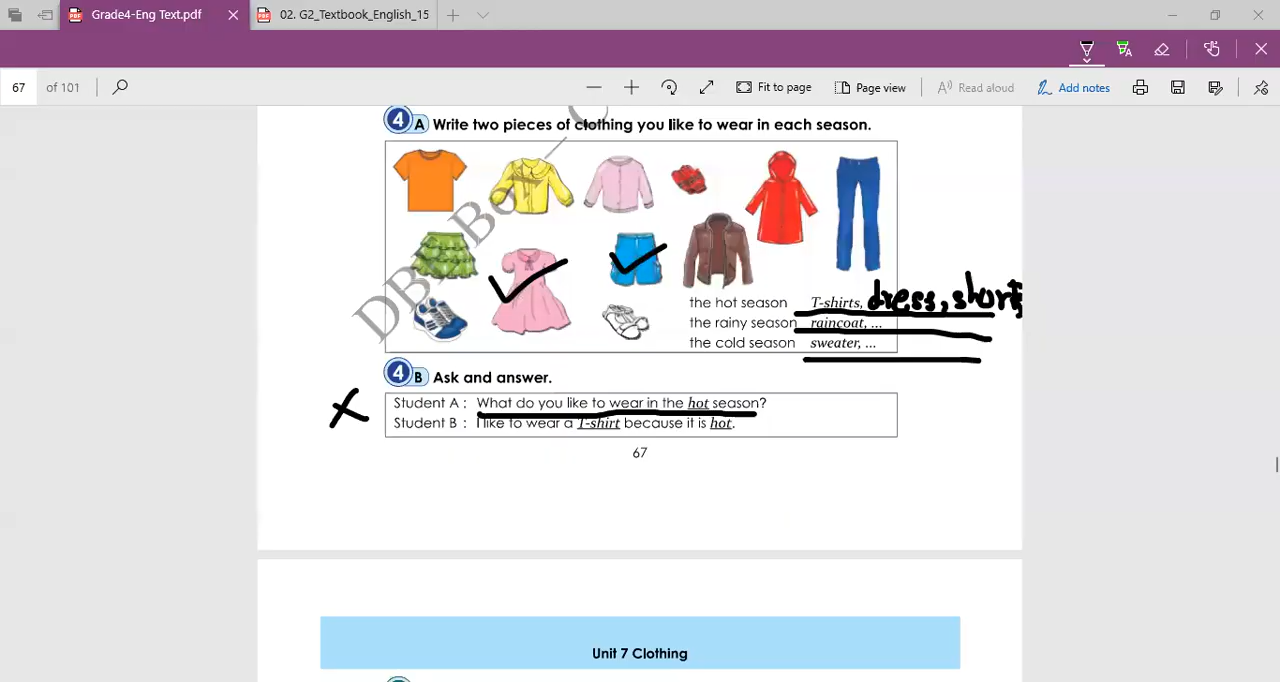 Grade4-Eng Text.pdf
02. G2_Textbook_English_15
67 of 101
Fit to page
Page view
Read aloud
Add notes
4 A Write two pieces of clothing you like to wear in each season.
the hot season T-shirts, dress, shorts
the rainy season raincoat, ...
the cold season sweater, ...
4 B Ask and answer.
Student A : What do you like to wear in the hot season?
Student B : I like to wear a T-shirt because it is hot.
67
Unit 7 Clothing